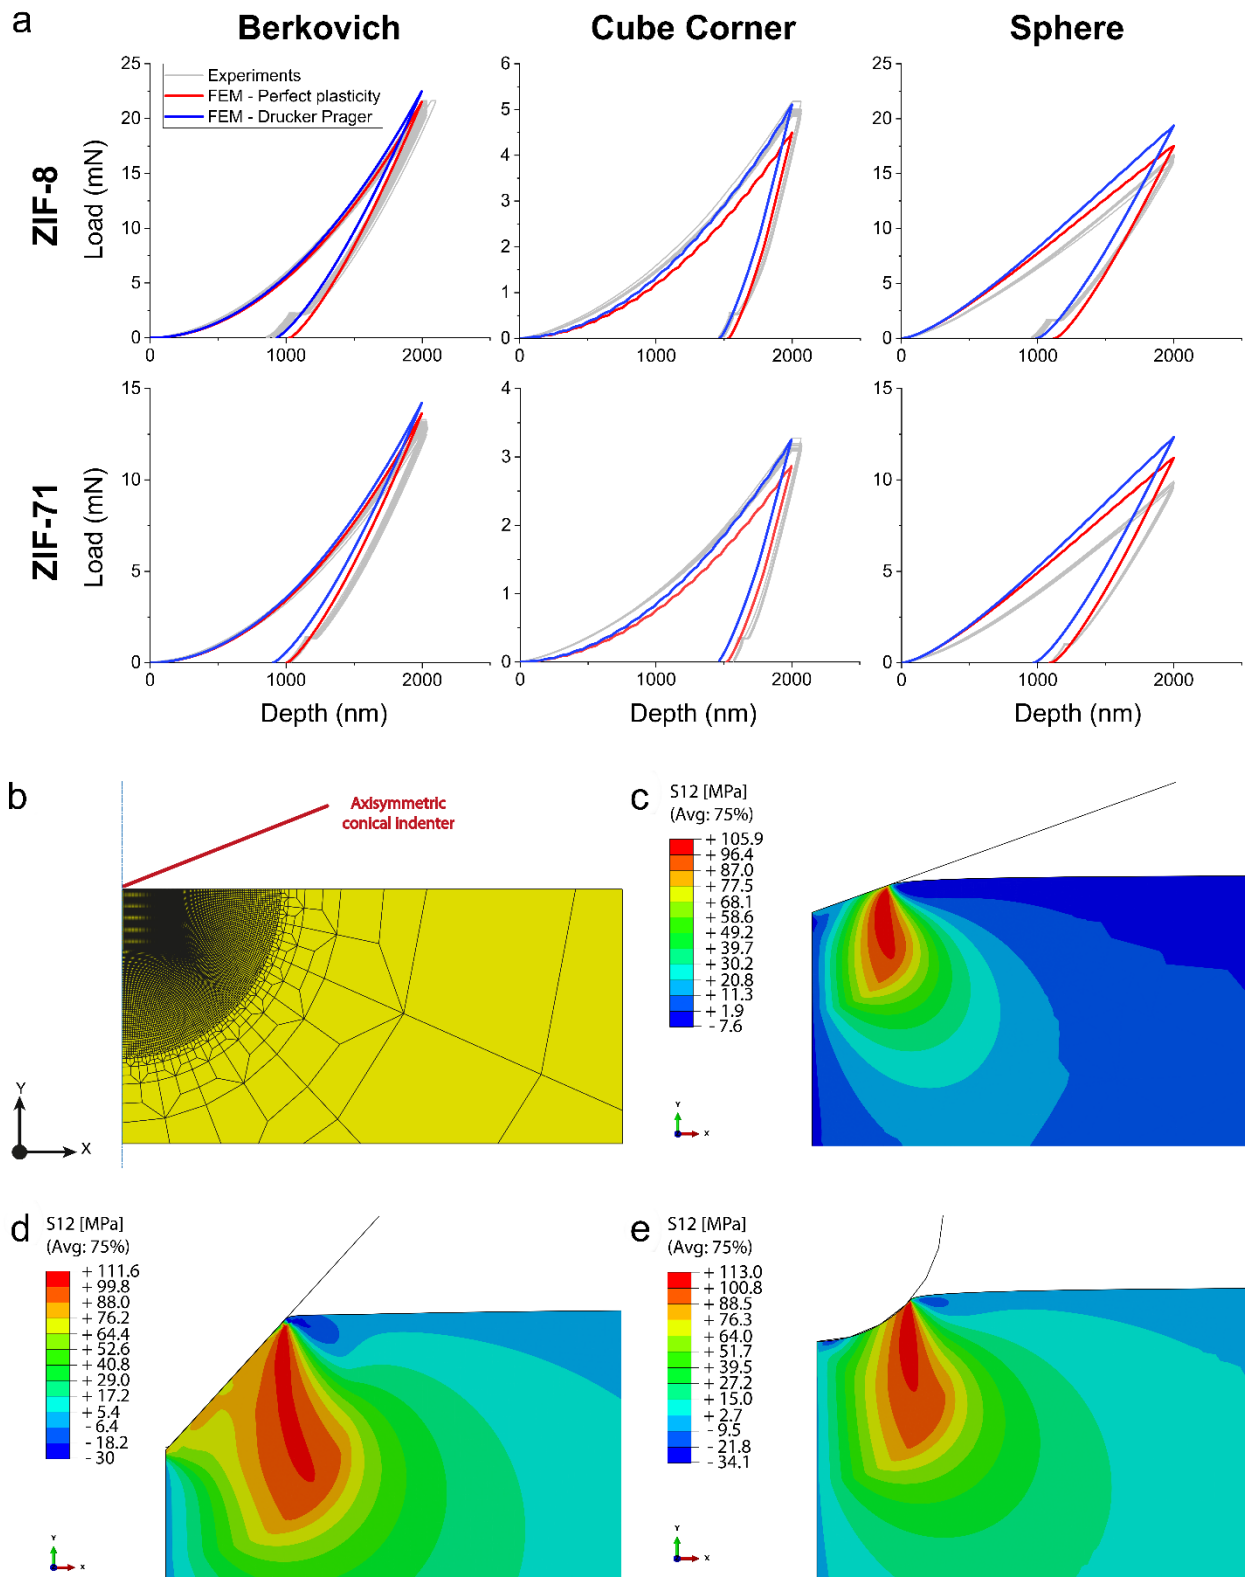 a
Berkovich
Cube Corner
Sphere
ZIF-8
Load (mN)
25
20
15
10
5
0
Experiments
FEM - Perfect plasticity
FEM - Drucker Prager
0 1000 2000
6
5
4
3
2
1
0
0 1000 2000
25
20
15
10
5
0
0 1000 2000
ZIF-71
Load (mN)
15
10
5
0
0 1000 2000
Depth (nm)
4
3
2
1
0
0 1000 2000
Depth (nm)
15
10
5
0
0 1000 2000
Depth (nm)
b
Axisymmetric
conical indenter
Y
X
c
S12 [MPa]
(Avg: 75%)
+ 105.9
+ 96.4
+ 87.0
+ 77.5
+ 68.1
+ 58.6
+ 49.2
+ 39.7
+ 30.2
+ 20.8
+ 11.3
+ 1.9
- 7.6
Y
X
d
S12 [MPa]
(Avg: 75%)
+ 111.6
+ 99.8
+ 88.0
+ 76.2
+ 64.4
+ 52.6
+ 40.8
+ 29.0
+ 17.2
+ 5.4
- 6.4
- 18.2
- 30
Y
X
e
S12 [MPa]
(Avg: 75%)
+ 113.0
+ 100.8
+ 88.5
+ 76.3
+ 64.0
+ 51.7
+ 39.5
+ 27.2
+ 15.0
+ 2.7
- 9.5
- 21.8
- 34.1
Y
X